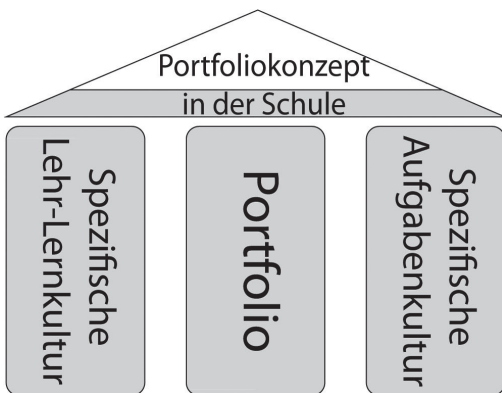 Portfoliokonzept
in der Schule
Spezifische
Lehr-Lernkultur
Portfolio
Spezifische
Aufgabenkultur